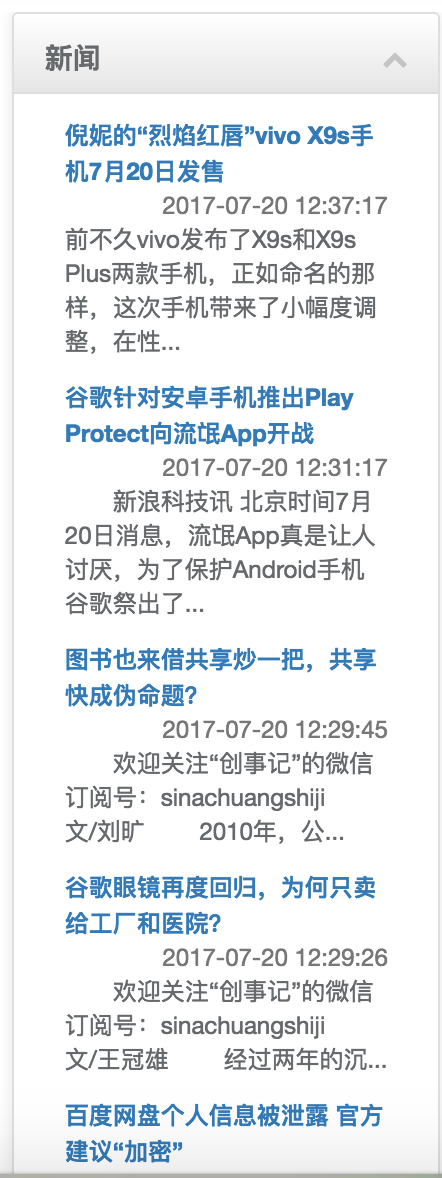 新闻
倪妮的“烈焰红唇”vivo X9s手
机7月20日发售
2017-07-20 12:37:17
前不久vivo发布了X9s和X9s
Plus两款手机，正如命名的那
样，这次手机带来了小幅度调
整，在性...
谷歌针对安卓手机推出Play
Protect向流氓App开战
2017-07-20 12:31:17
新浪科技讯 北京时间7月
20日消息，流氓App真是让人
讨厌，为了保护Android手机
谷歌祭出了...
图书也来借共享炒一把，共享
快成伪命题？
2017-07-20 12:29:45
欢迎关注“创事记”的微信
订阅号：sinachuangshiji
文/刘旷 2010年，公...
谷歌眼镜再度回归，为何只卖
给工厂和医院？
2017-07-20 12:29:26
欢迎关注“创事记”的微信
订阅号：sinachuangshiji
文/王冠雄 经过两年的沉...
百度网盘个人信息被泄露 官方
建议“加密”